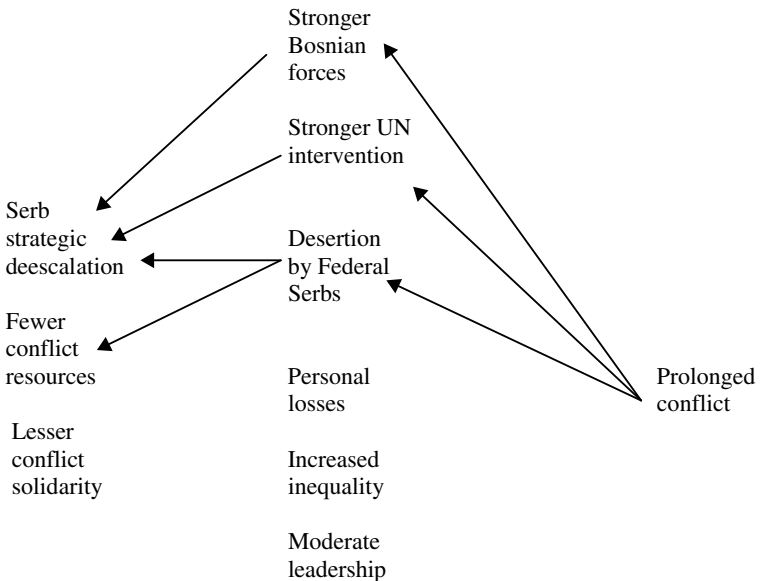 Stronger
Bosnian
forces
Stronger UN
intervention
Serb
strategic
deescalation
Desertion
by Federal
Serbs
Fewer
conflict
resources
Personal
losses
Prolonged
conflict
Lesser
conflict
solidarity
Increased
inequality
Moderate
leadership